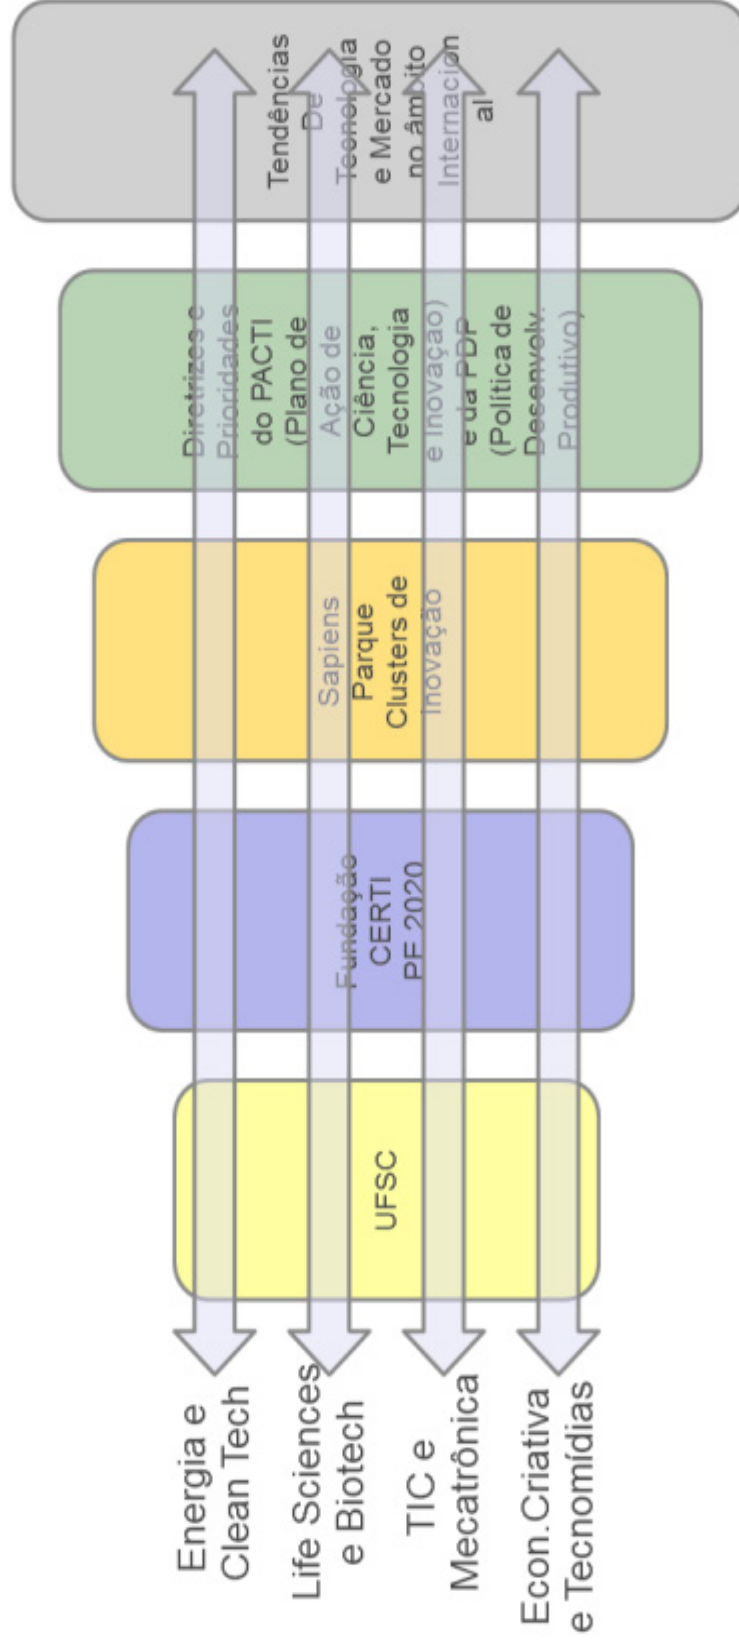 Energia e
Clean Tech
Life Sciences
e Biotech
TIC e
Mecatrônica
Econ.Criativa
e Tecnomídias
UFSC
Fundação
CERTI
PE 2020
Sapiens
Parque
Clusters de
Inovação
Diretrizes e
Prioridades
do PACTI
(Plano de
Ação de
Ciência,
Tecnologia
e Inovação)
e da PDP
(Política de
Desenvolv.
Produtivo)
Tendências
De
Tecnologia
e Mercado
no âmbito
Internacion
al